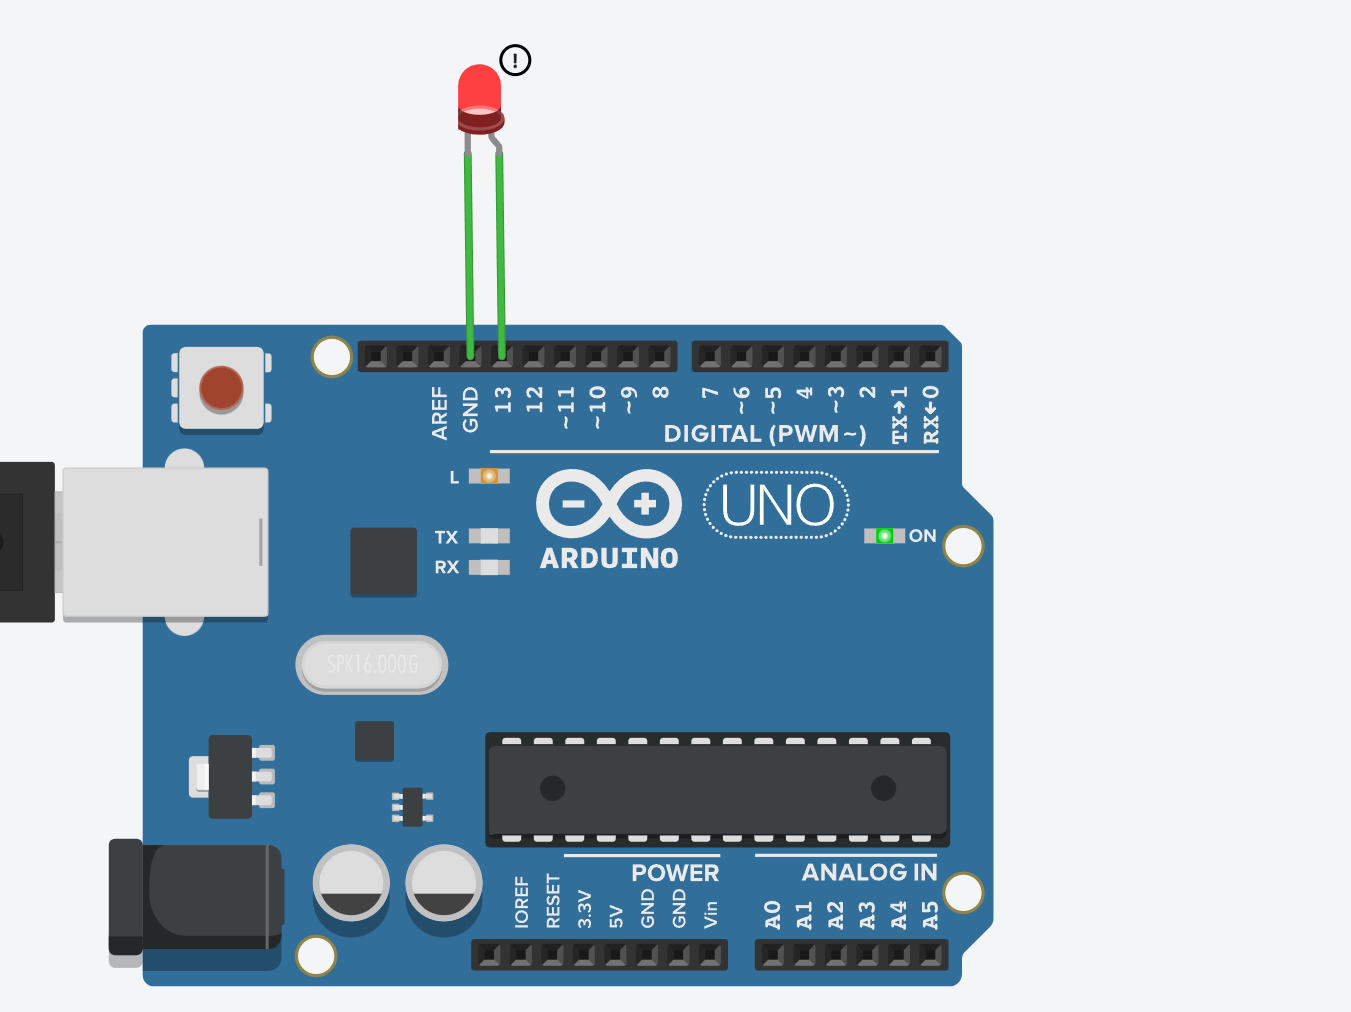 !
AREF
GND
13
12
~11
~10
~9
8
7
~6
~5
4
~3
2
TX→1
RX←0
DIGITAL (PWM~)
L
TX
RX
ARDUINO
UNO
ON
SPK16.000G
POWER
ANALOG IN
IOREF
RESET
3.3V
5V
GND
GND
Vin
A0
A1
A2
A3
A4
A5